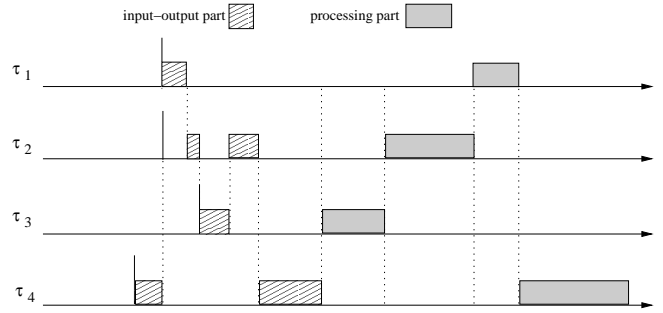 input–output part
processing part
τ 1
τ 2
τ 3
τ 4